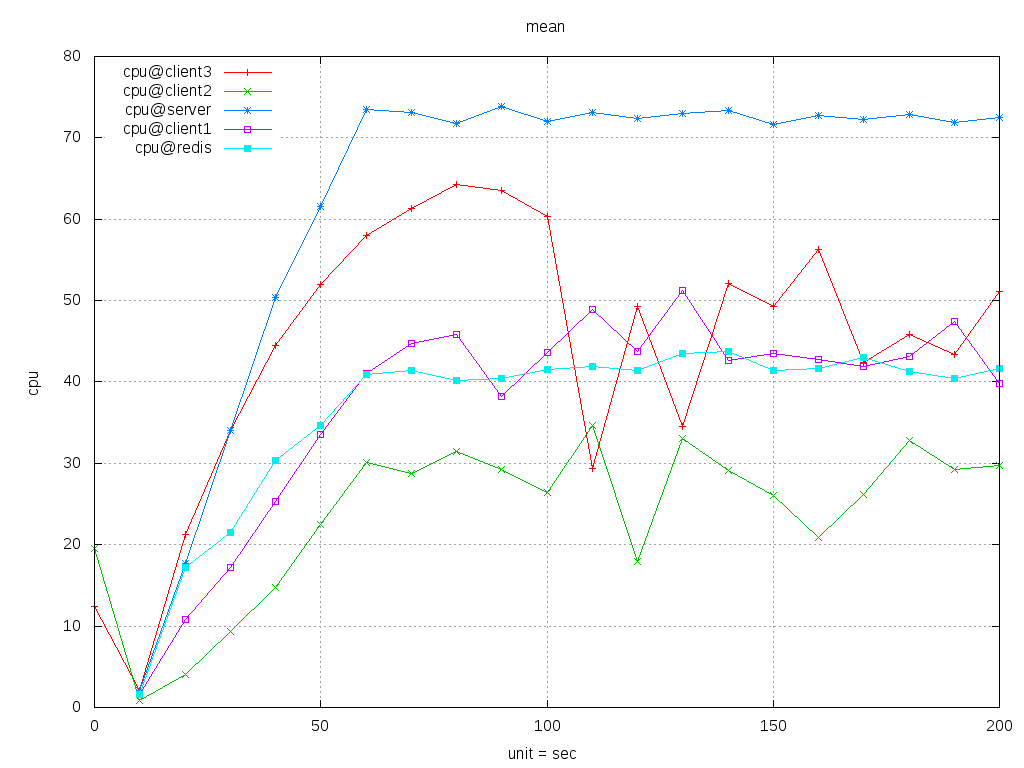 mean
80
70
60
50
40
30
20
10
0
cpu
cpu@client3
cpu@client2
cpu@server
cpu@client1
cpu@redis
0 50 100 150 200
unit = sec